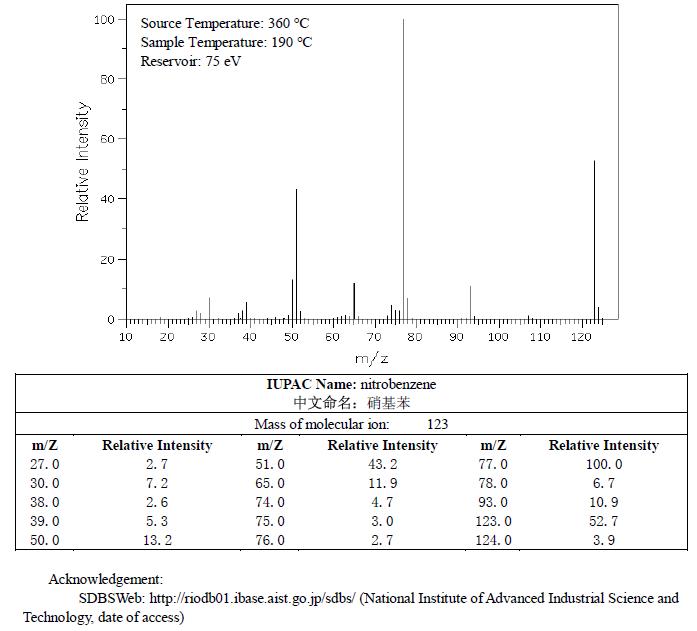 Source Temperature: 360 °C
Sample Temperature: 190 °C
Reservoir: 75 eV
Relative Intensity
100
80
60
40
20
0
10 20 30 40 50 60 70 80 90 100 110 120
m/z
IUPAC Name: nitrobenzene
中文命名：硝基苯
Mass of molecular ion: 123
m/Z Relative Intensity m/Z Relative Intensity m/Z Relative Intensity
27.0 2.7 51.0 43.2 77.0 100.0
30.0 7.2 65.0 11.9 78.0 6.7
38.0 2.6 74.0 4.7 93.0 10.9
39.0 5.3 75.0 3.0 123.0 52.7
50.0 13.2 76.0 2.7 124.0 3.9
Acknowledgement:
SDBSWeb: http://riodb01.ibase.aist.go.jp/sdbs/ (National Institute of Advanced Industrial Science and
Technology, date of access)